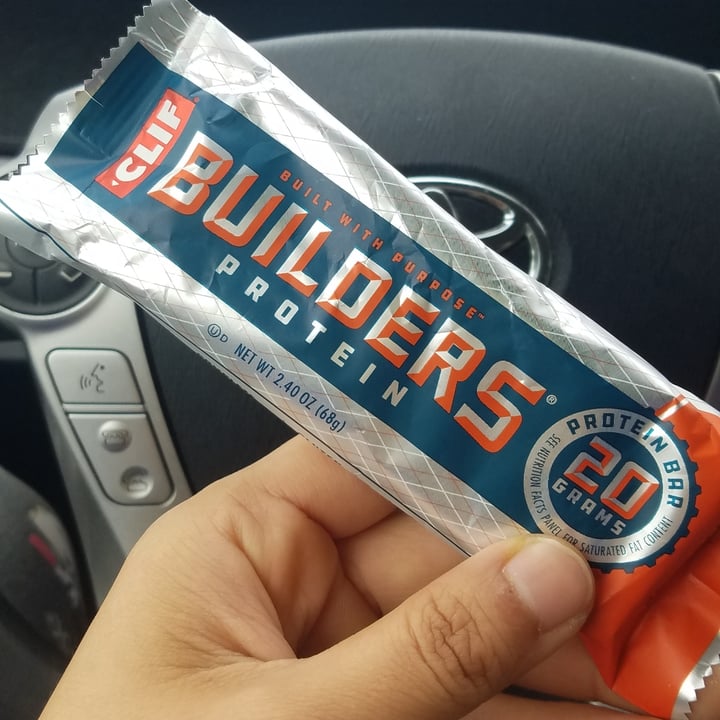 CLIF
BUILT WITH PURPOSE™
BUILDERS®
PROTEIN
Ⓤ D NET WT 2.40 OZ (68g)
PROTEIN BAR
20
GRAMS
SEE NUTRITION FACTS PANEL FOR SATURATED FAT CONTENT